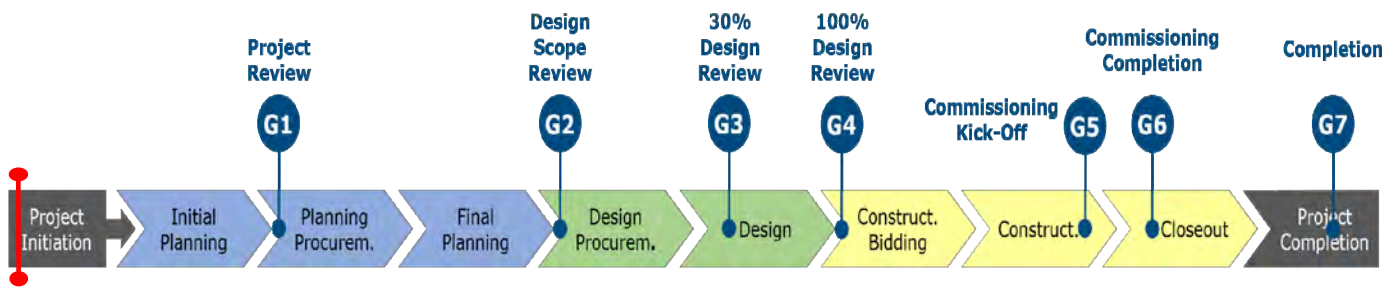 Project
Review
Design
Scope
Review
30%
Design
Review
100%
Design
Review
Commissioning
Kick-Off
Commissioning
Completion
Completion
G1
G2
G3
G4
G5
G6
G7
Project
Initiation
Initial
Planning
Planning
Procurem.
Final
Planning
Design
Procurem.
Design
Construct.
Bidding
Construct.
Closeout
Project
Completion